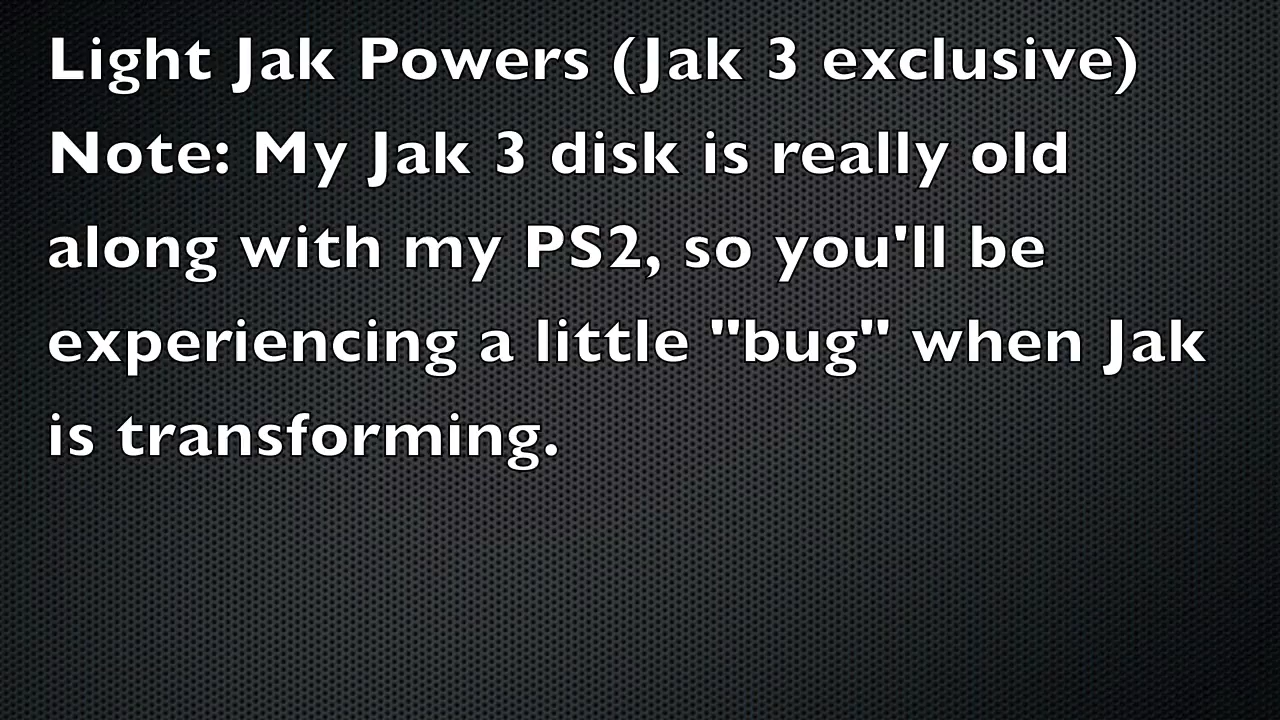 Light Jak Powers (Jak 3 exclusive)
Note: My Jak 3 disk is really old
along with my PS2, so you'll be
experiencing a little "bug" when Jak
is transforming.